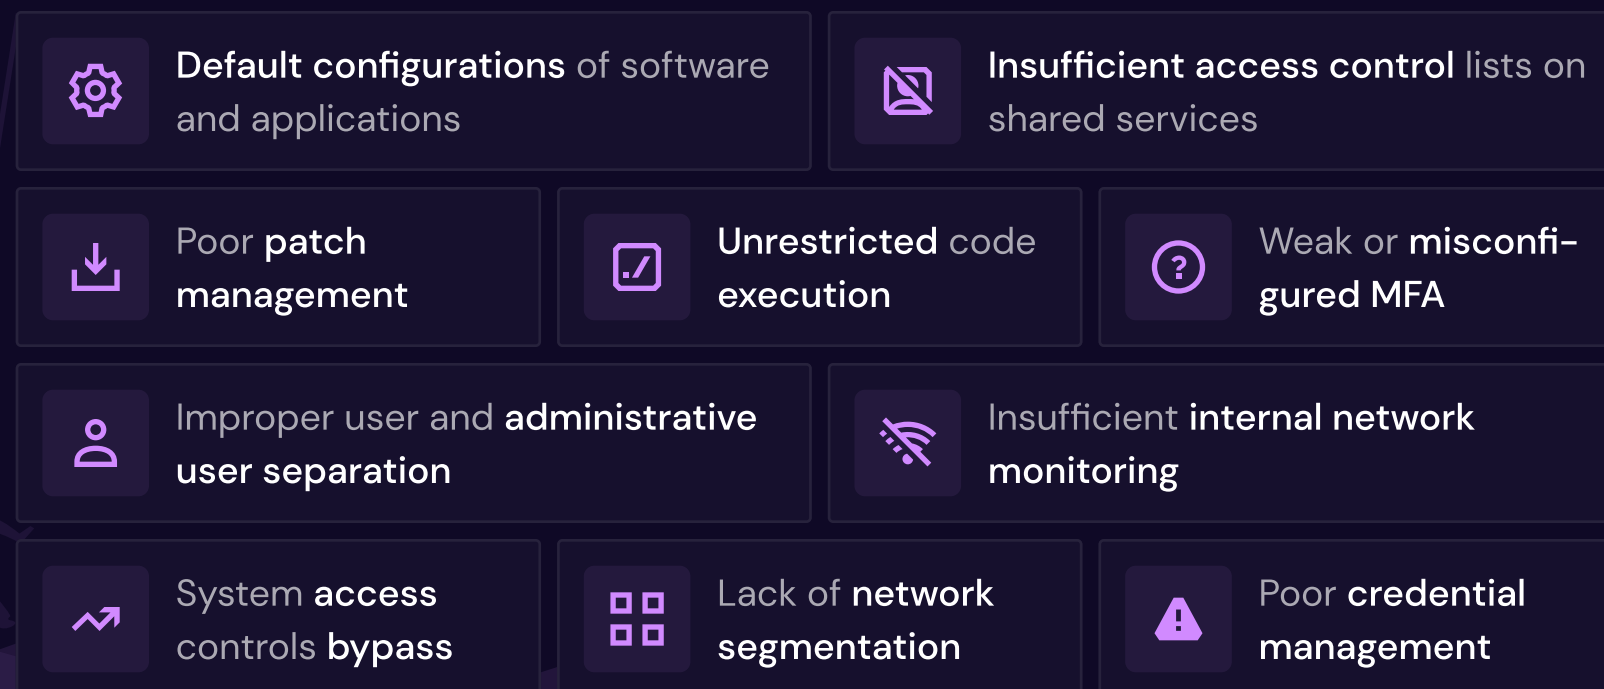 Default configurations of software
and applications
Insufficient access control lists on
shared services
Poor patch
management
Unrestricted code
execution
Weak or misconfi-
gured MFA
Improper user and administrative
user separation
Insufficient internal network
monitoring
System access
controls bypass
Lack of network
segmentation
Poor credential
management